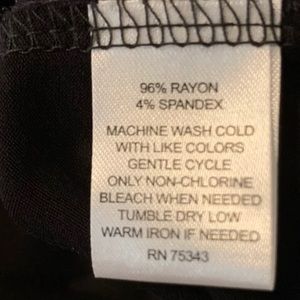 96% RAYON
4% SPANDEX
MACHINE WASH COLD
WITH LIKE COLORS
GENTLE CYCLE
ONLY NON-CHLORINE
BLEACH WHEN NEEDED
TUMBLE DRY LOW
WARM IRON IF NEEDED
RN 75343